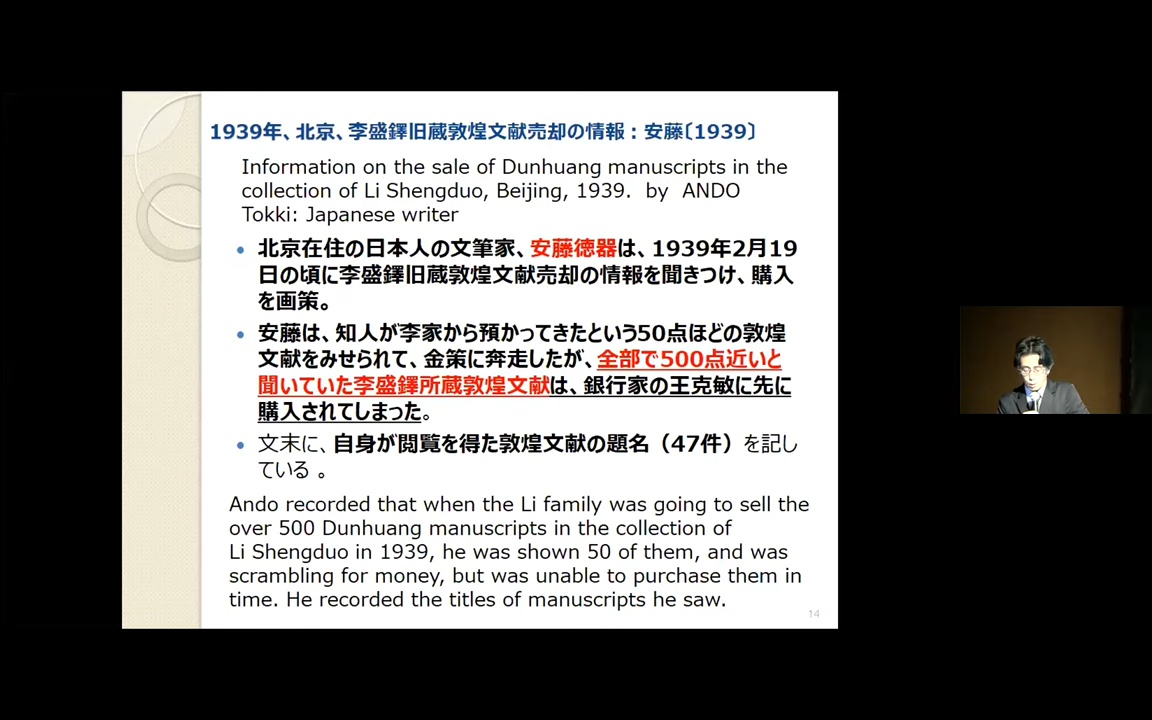 1939年、北京、李盛鐸旧蔵敦煌文献売却の情報：安藤〔1939〕
Information on the sale of Dunhuang manuscripts in the
collection of Li Shengduo, Beijing, 1939. by ANDO
Tokki: Japanese writer
• 北京在住の日本人の文筆家、安藤徳器は、1939年2月19
日の頃に李盛鐸旧蔵敦煌文献売却の情報を聞きつけ、購入
を画策。
• 安藤は、知人が李家から預かってきたという50点ほどの敦煌
文献をみせられて、金策に奔走したが、全部で500点近いと
聞いていた李盛鐸所蔵敦煌文献は、銀行家の王克敏に先に
購入されてしまった。
• 文末に、自身が閲覧を得た敦煌文献の題名（47件）を記し
ている 。
Ando recorded that when the Li family was going to sell the
over 500 Dunhuang manuscripts in the collection of
Li Shengduo in 1939, he was shown 50 of them, and was
scrambling for money, but was unable to purchase them in
time. He recorded the titles of manuscripts he saw.
14